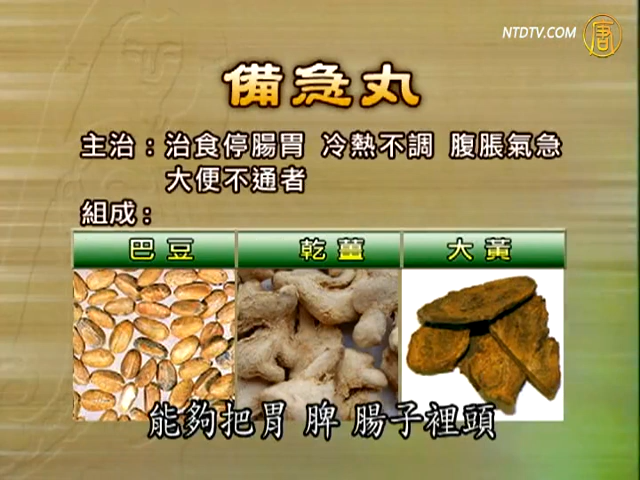 NTDTV.COM 唐
備急丸
主治：治食停腸胃 冷熱不調 腹脹氣急
大便不通者
組成：
巴豆 乾薑 大黃
能夠把胃 脾 腸子裡頭